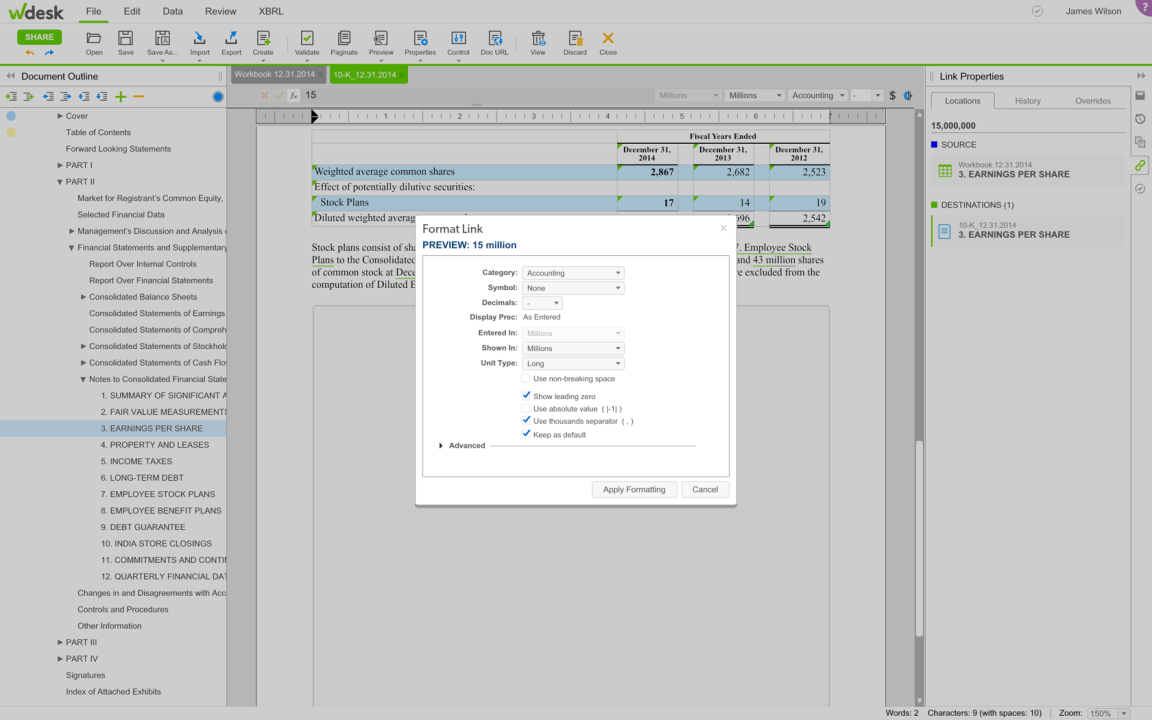 wdesk
File Edit Data Review XBRL
James Wilson
?
SHARE
Open Save Save As... Import Export Create Validate Paginate Preview Properties Control Doc URL View Discard Close
Document Outline
Workbook 12.31.2014 × 10-K_12.31.2014 ×
Link Properties
fx 15 Millions Millions Accounting - $
Cover
Table of Contents
Forward Looking Statements
PART I
PART II
Market for Registrant's Common Equity,
Selected Financial Data
Management's Discussion and Analysis
Financial Statements and Supplementary
Report Over Internal Controls
Report Over Financial Statements
Consolidated Balance Sheets
Consolidated Statements of Earnings
Consolidated Statements of Compreh
Consolidated Statements of Stockhol
Consolidated Statements of Cash Flo
Notes to Consolidated Financial State
1. SUMMARY OF SIGNIFICANT A
2. FAIR VALUE MEASUREMENTS
3. EARNINGS PER SHARE
4. PROPERTY AND LEASES
5. INCOME TAXES
6. LONG-TERM DEBT
7. EMPLOYEE STOCK PLANS
8. EMPLOYEE BENEFIT PLANS
9. DEBT GUARANTEE
10. INDIA STORE CLOSINGS
11. COMMITMENTS AND CONTI
12. QUARTERLY FINANCIAL DAT
Changes in and Disagreements with Acc
Controls and Procedures
Other Information
PART III
PART IV
Signatures
Index of Attached Exhibits
1 2 3 4 5 6 7
Fiscal Years Ended
December 31, 2014 December 31, 2013 December 31, 2012
Weighted average common shares 2,867 2,682 2,523
Effect of potentially dilutive securities:
Stock Plans 17 14 19
Diluted weighted averag 696 2,542
Stock plans consist of sha 7. Employee Stock
Plans to the Consolidated and 43 million shares
of common stock at Dece e excluded from the
computation of Diluted E
Format Link ×
PREVIEW: 15 million
Category: Accounting
Symbol: None
Decimals: -
Display Prec: As Entered
Entered In: Millions
Shown In: Millions
Unit Type: Long
Use non-breaking space
Show leading zero
Use absolute value ( |-1| )
Use thousands separator ( , )
Keep as default
Advanced
Apply Formatting Cancel
Locations History Overrides
15,000,000
SOURCE
Workbook 12.31.2014
3. EARNINGS PER SHARE
DESTINATIONS (1)
10-K_12.31.2014
3. EARNINGS PER SHARE
Words: 2 Characters: 9 (with spaces: 10) Zoom: 150%